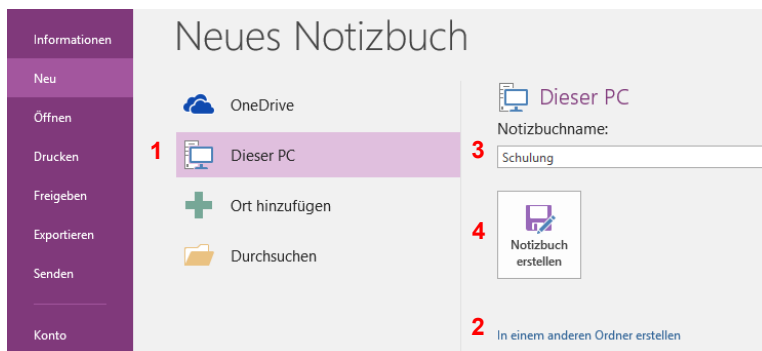 Neues Notizbuch
Informationen
Neu
Öffnen
Drucken
Freigeben
Exportieren
Senden
Konto
OneDrive
1 Dieser PC
Ort hinzufügen
Durchsuchen
Dieser PC
Notizbuchname:
3 Schulung
4 Notizbuch
erstellen
2 In einem anderen Ordner erstellen